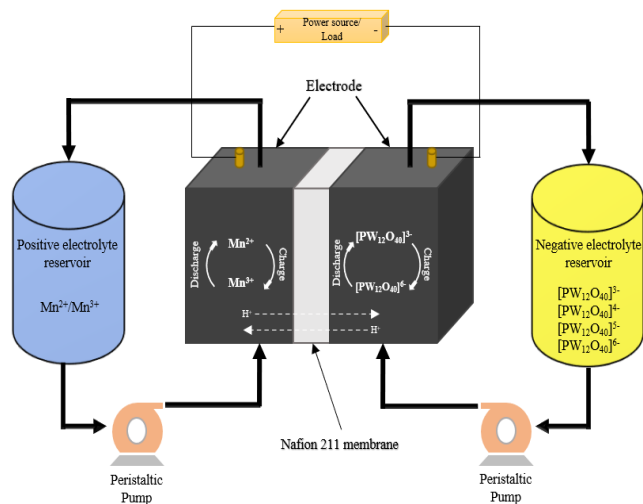 Power source/
+ Load -
Electrode
Positive electrolyte
reservoir
Mn²⁺/Mn³⁺
Discharge
Mn²⁺
Mn³⁺
Charge
Discharge
[PW₁₂O₄₀]³⁻
[PW₁₂O₄₀]⁶⁻
Charge
H⁺
H⁺
Negative electrolyte
reservoir
[PW₁₂O₄₀]³⁻
[PW₁₂O₄₀]⁴⁻
[PW₁₂O₄₀]⁵⁻
[PW₁₂O₄₀]⁶⁻
Nafion 211 membrane
Peristaltic
Pump
Peristaltic
Pump